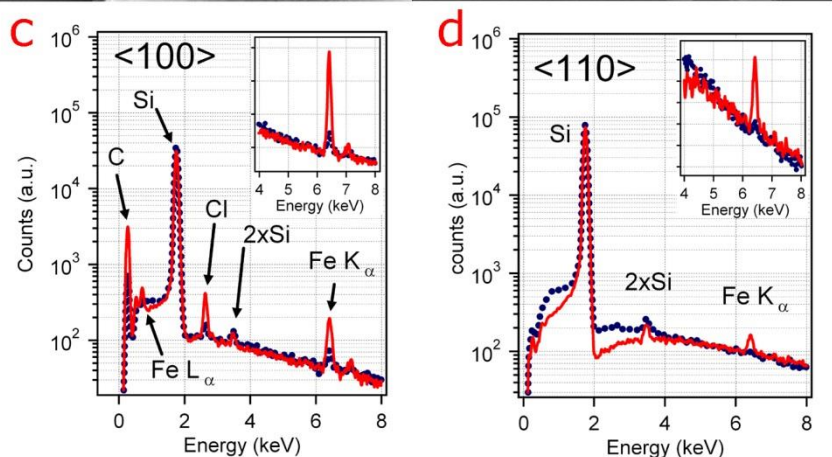 c
<100>
10⁶
10⁵
10⁴
10³
10²
Counts (a.u.)
C
Si
Cl
2xSi
Fe Kα
Fe Lα
0 2 4 6 8
Energy (keV)
4 5 6 7 8
Energy (keV)
d
<110>
10⁶
10⁵
10⁴
10³
10²
counts (a.u.)
Si
2xSi
Fe Kα
0 2 4 6 8
Energy (keV)
4 5 6 7 8
Energy (keV)